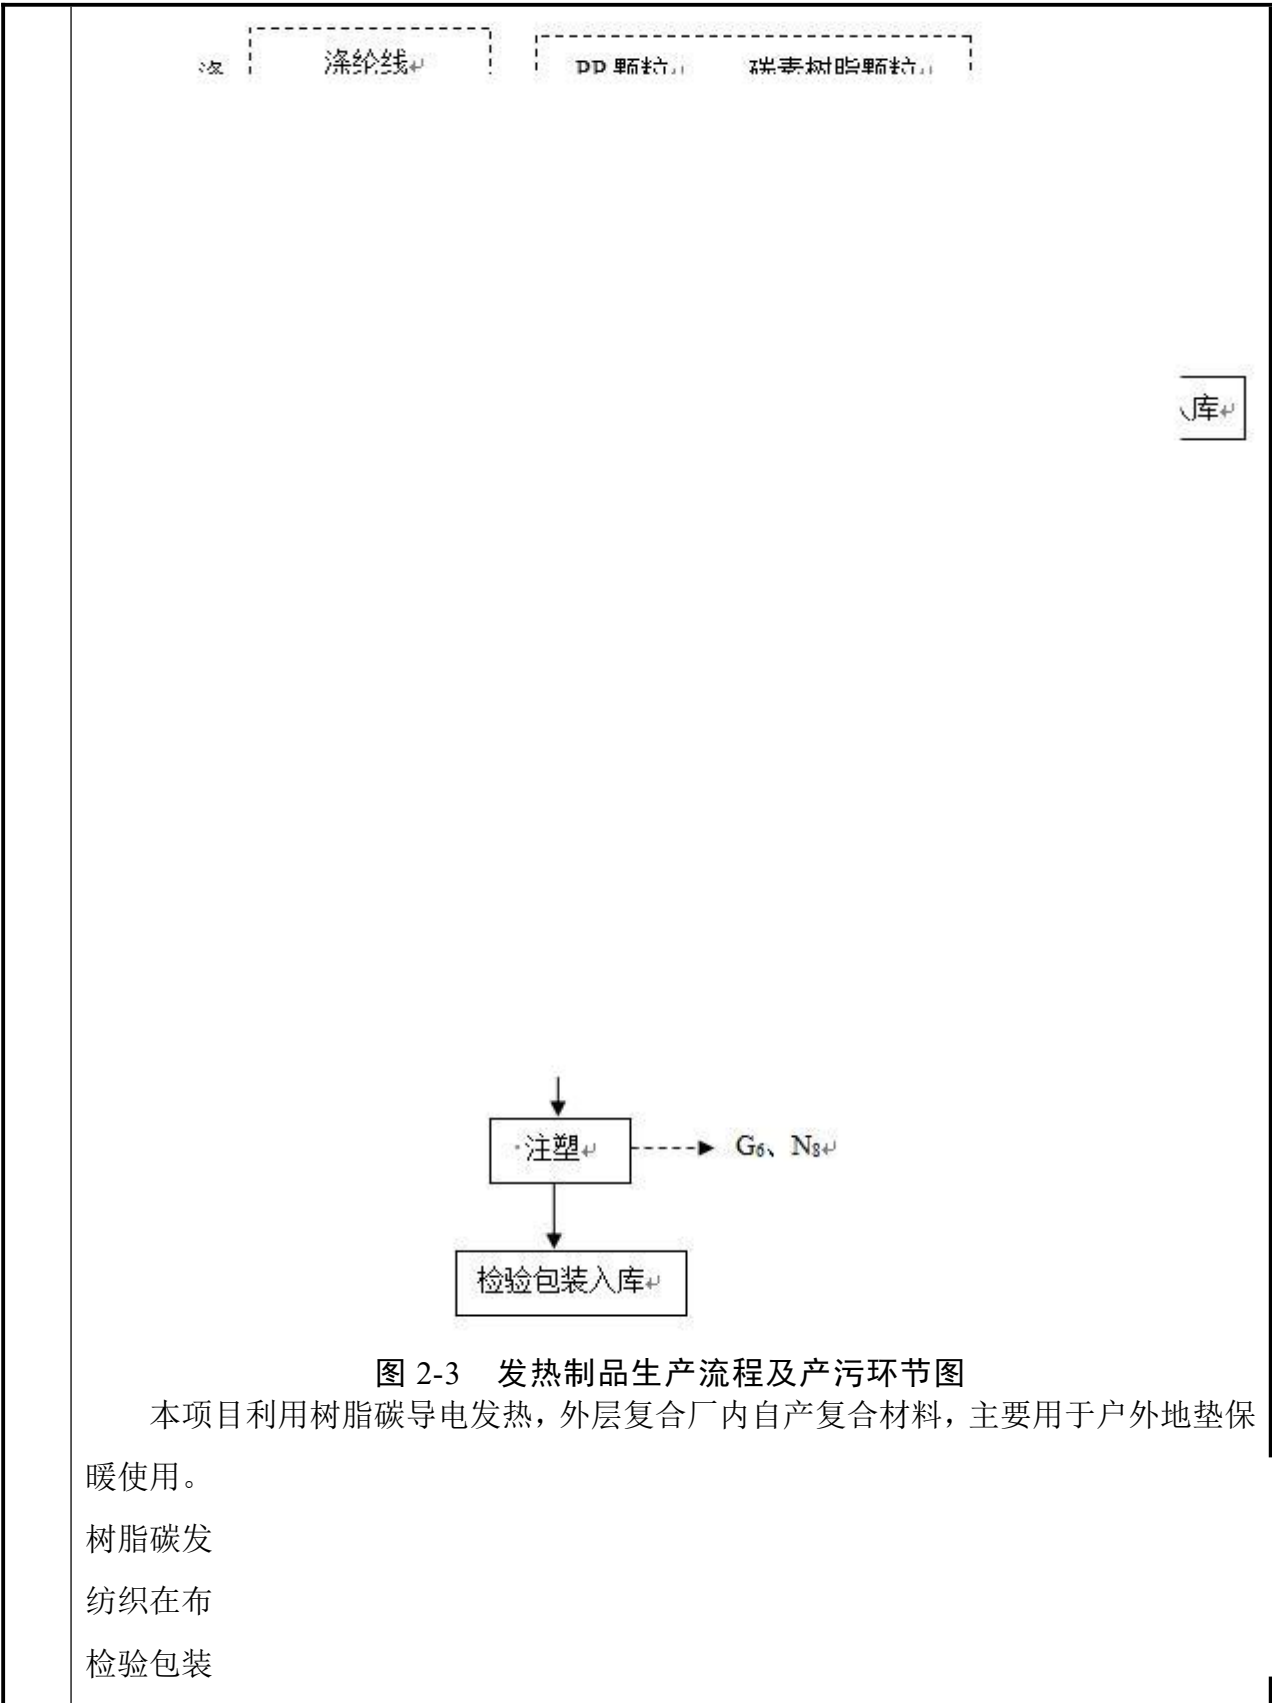 涤纶线
PP 颗粒 碳素树脂颗粒
入库
注塑
G6、N8
检验包装入库
图 2-3 发热制品生产流程及产污环节图
本项目利用树脂碳导电发热，外层复合厂内自产复合材料，主要用于户外地垫保
暖使用。
树脂碳发
纺织在布
检验包装